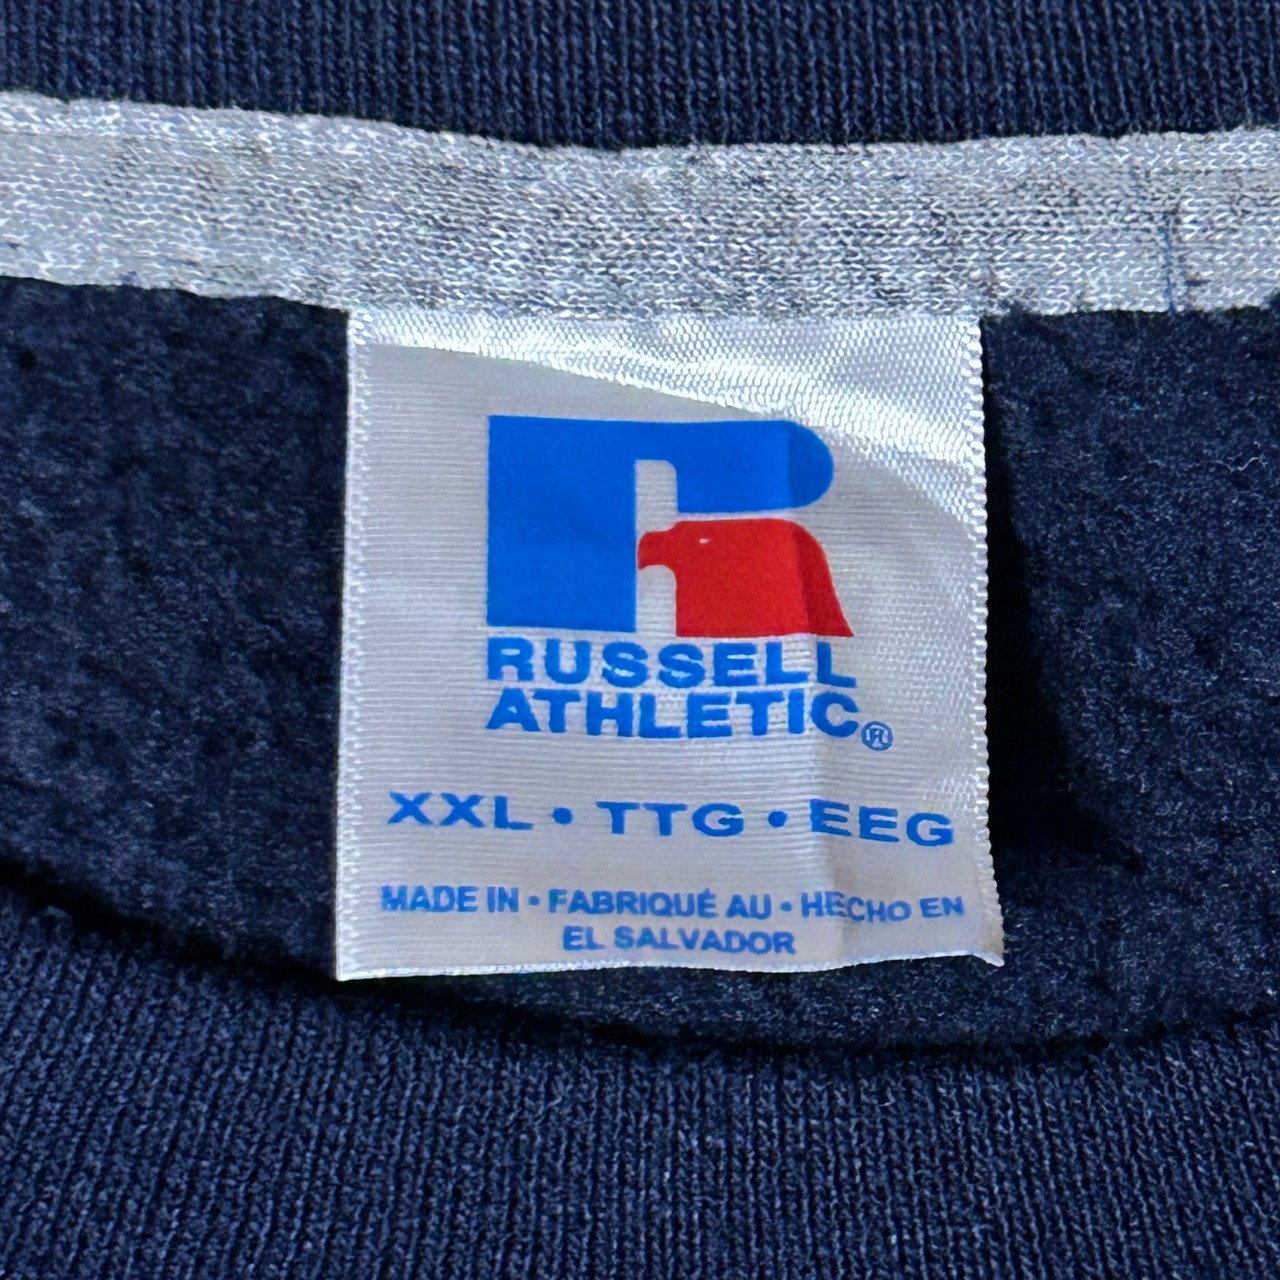 RUSSELL
ATHLETIC®
XXL • TTG • EEG
MADE IN • FABRIQUÉ AU • HECHO EN
EL SALVADOR